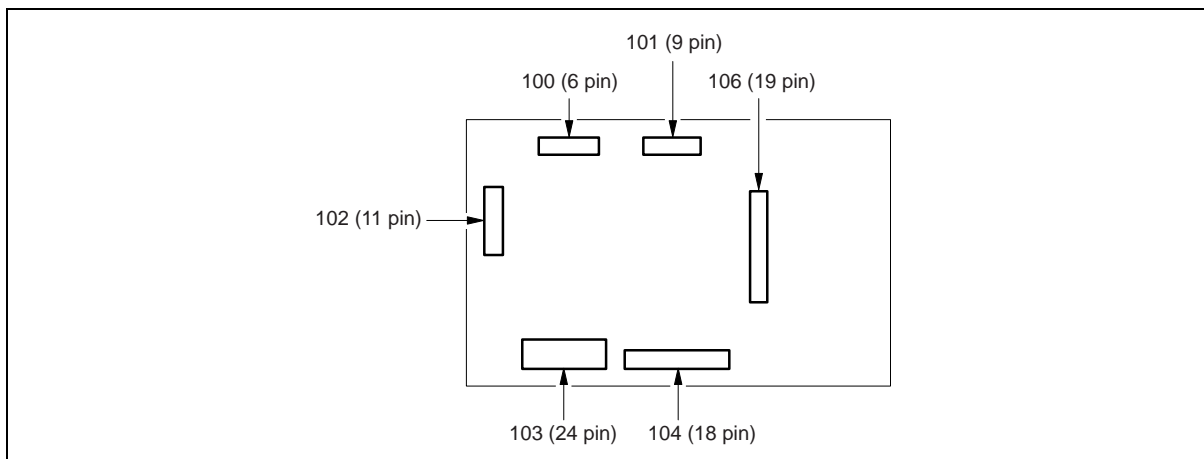 101 (9 pin)
100 (6 pin)
106 (19 pin)
102 (11 pin)
103 (24 pin)
104 (18 pin)